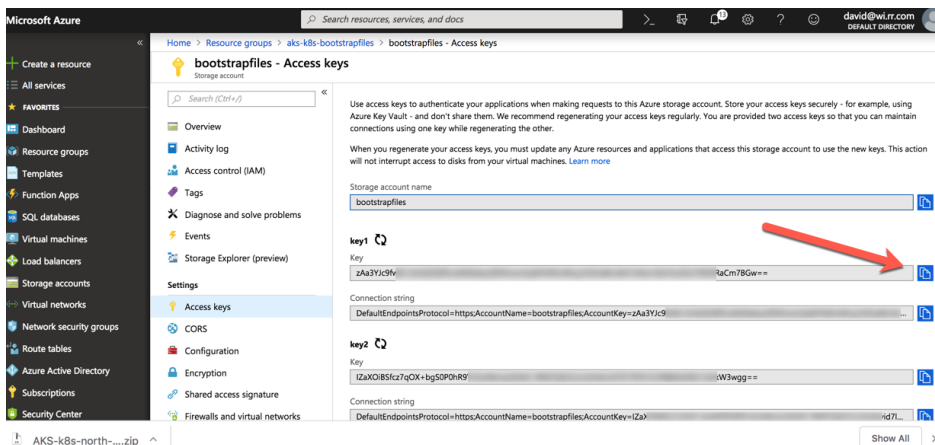 Microsoft Azure
Search resources, services, and docs
13
david@wi.rr.com
DEFAULT DIRECTORY
Home > Resource groups > aks-k8s-bootstrapfiles > bootstrapfiles - Access keys
bootstrapfiles - Access keys
Storage account
Create a resource
All services
FAVORITES
Dashboard
Resource groups
Templates
Function Apps
SQL databases
Virtual machines
Load balancers
Storage accounts
Virtual networks
Network security groups
Route tables
Azure Active Directory
Subscriptions
Security Center
Search (Ctrl+/)
Overview
Activity log
Access control (IAM)
Tags
Diagnose and solve problems
Events
Storage Explorer (preview)
Settings
Access keys
CORS
Configuration
Encryption
Shared access signature
Firewalls and virtual networks
Use access keys to authenticate your applications when making requests to this Azure storage account. Store your access keys securely - for example, using
Azure Key Vault - and don't share them. We recommend regenerating your access keys regularly. You are provided two access keys so that you can maintain
connections using one key while regenerating the other.
When you regenerate your access keys, you must update any Azure resources and applications that access this storage account to use the new keys. This action
will not interrupt access to disks from your virtual machines. Learn more
Storage account name
bootstrapfiles
key1
Key
zAa3YJc9fv RaCm7BGw==
Connection string
DefaultEndpointsProtocol=https;AccountName=bootstrapfiles;AccountKey=zAa3YJc9 ...
key2
Key
IZaXOiBSfcz7qOX+bgS0P0hR9 W3wgg==
Connection string
DefaultEndpointsProtocol=https;AccountName=bootstrapfiles;AccountKey=IZaX vid7l...
AKS-k8s-north-....zip
Show All